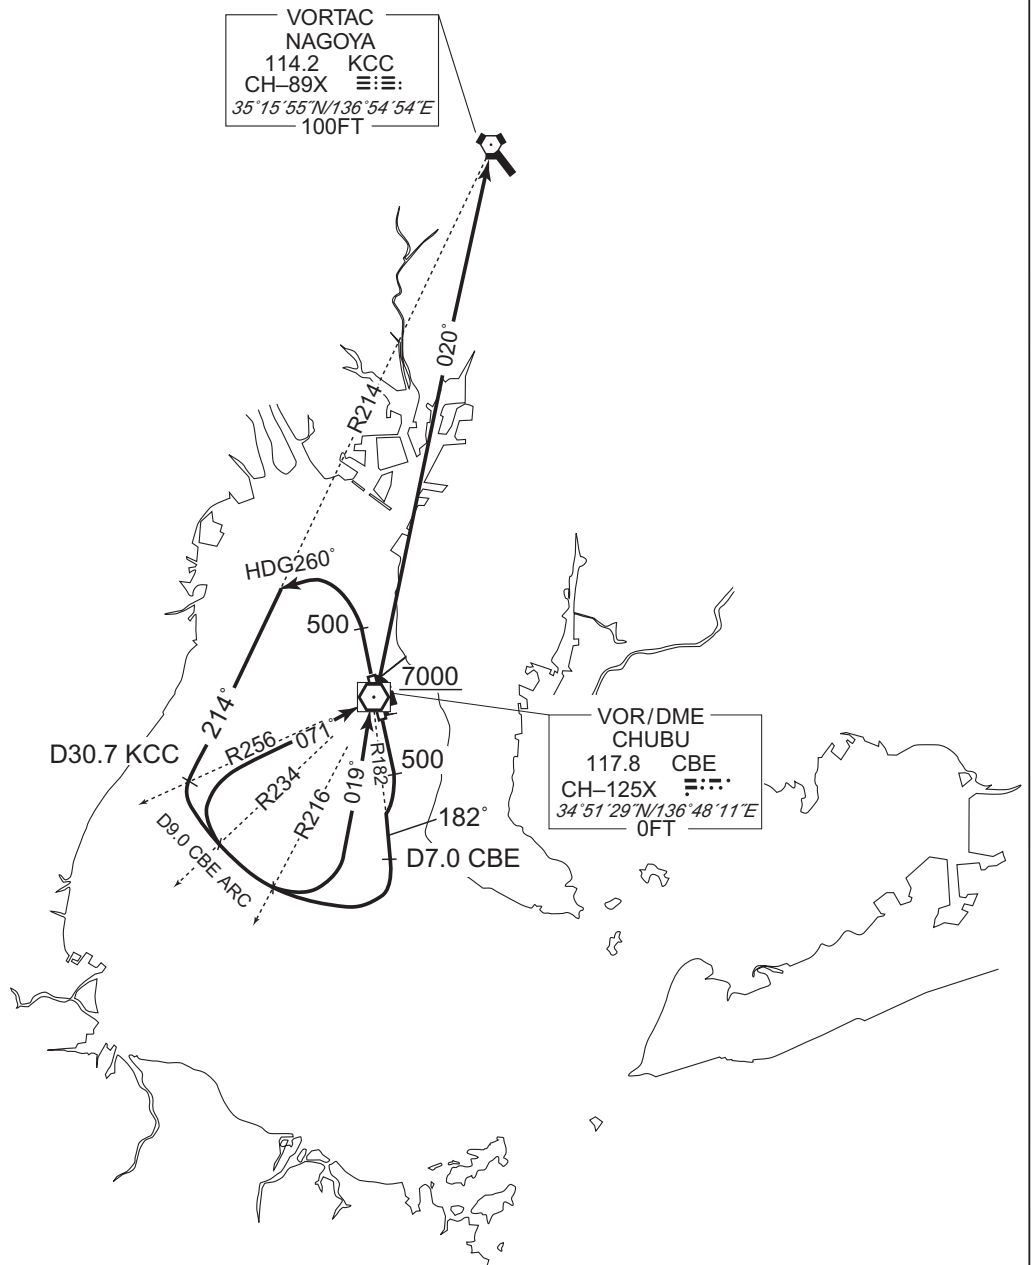 VORTAC
NAGOYA
114.2 KCC
CH–89X
35°15´55˝N/136°54´54˝E
100FT
020°
R214
HDG260°
500
7000
214°
D30.7 KCC
R256
071°
R234
R216
019°
R182
500
182°
D7.0 CBE
D9.0 CBE ARC
VOR/DME
CHUBU
117.8 CBE
CH–125X
34°51´29˝N/136°48´11˝E
0FT